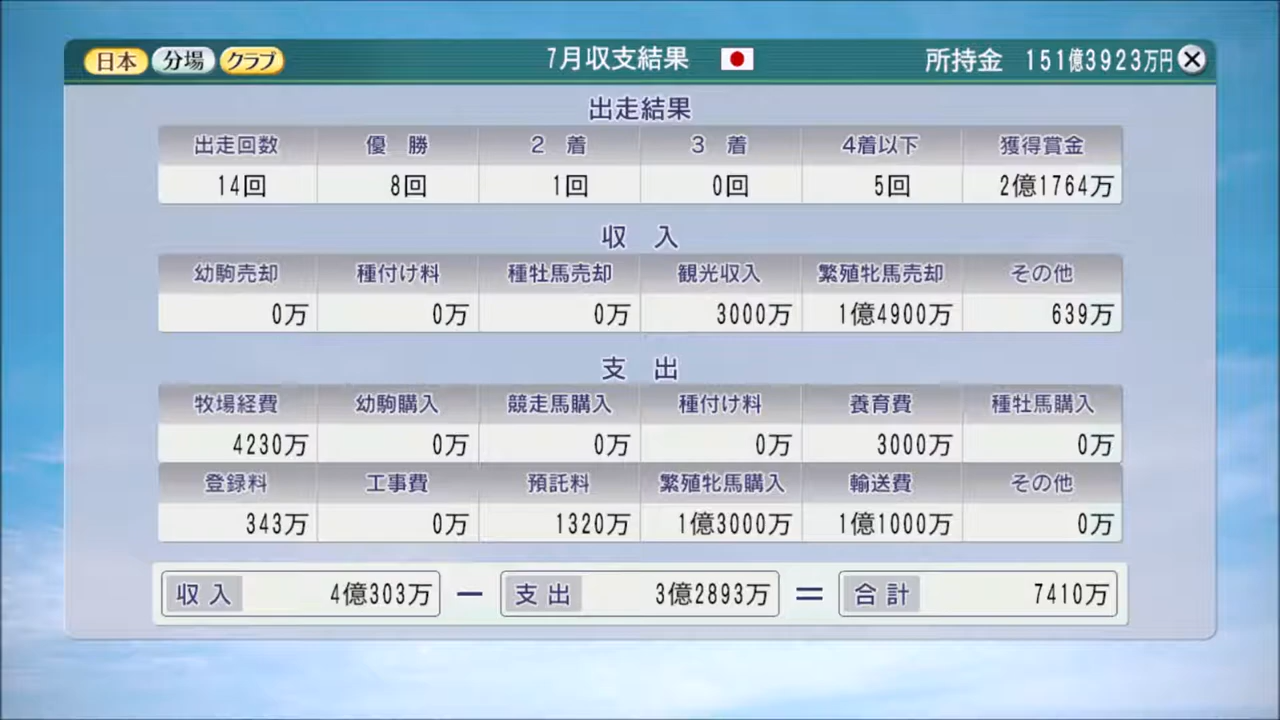 日本 分場 クラブ 7月収支結果 所持金 151億3923万円
出走結果
出走回数 優 勝 2 着 3 着 4着以下 獲得賞金
14回 8回 1回 0回 5回 2億1764万
収 入
幼駒売却 種付け料 種牡馬売却 観光収入 繁殖牝馬売却 その他
0万 0万 0万 3000万 1億4900万 639万
支 出
牧場経費 幼駒購入 競走馬購入 種付け料 養育費 種牡馬購入
4230万 0万 0万 0万 3000万 0万
登録料 工事費 預託料 繁殖牝馬購入 輸送費 その他
343万 0万 1320万 1億3000万 1億1000万 0万
収 入 4億303万 － 支 出 3億2893万 ＝ 合 計 7410万